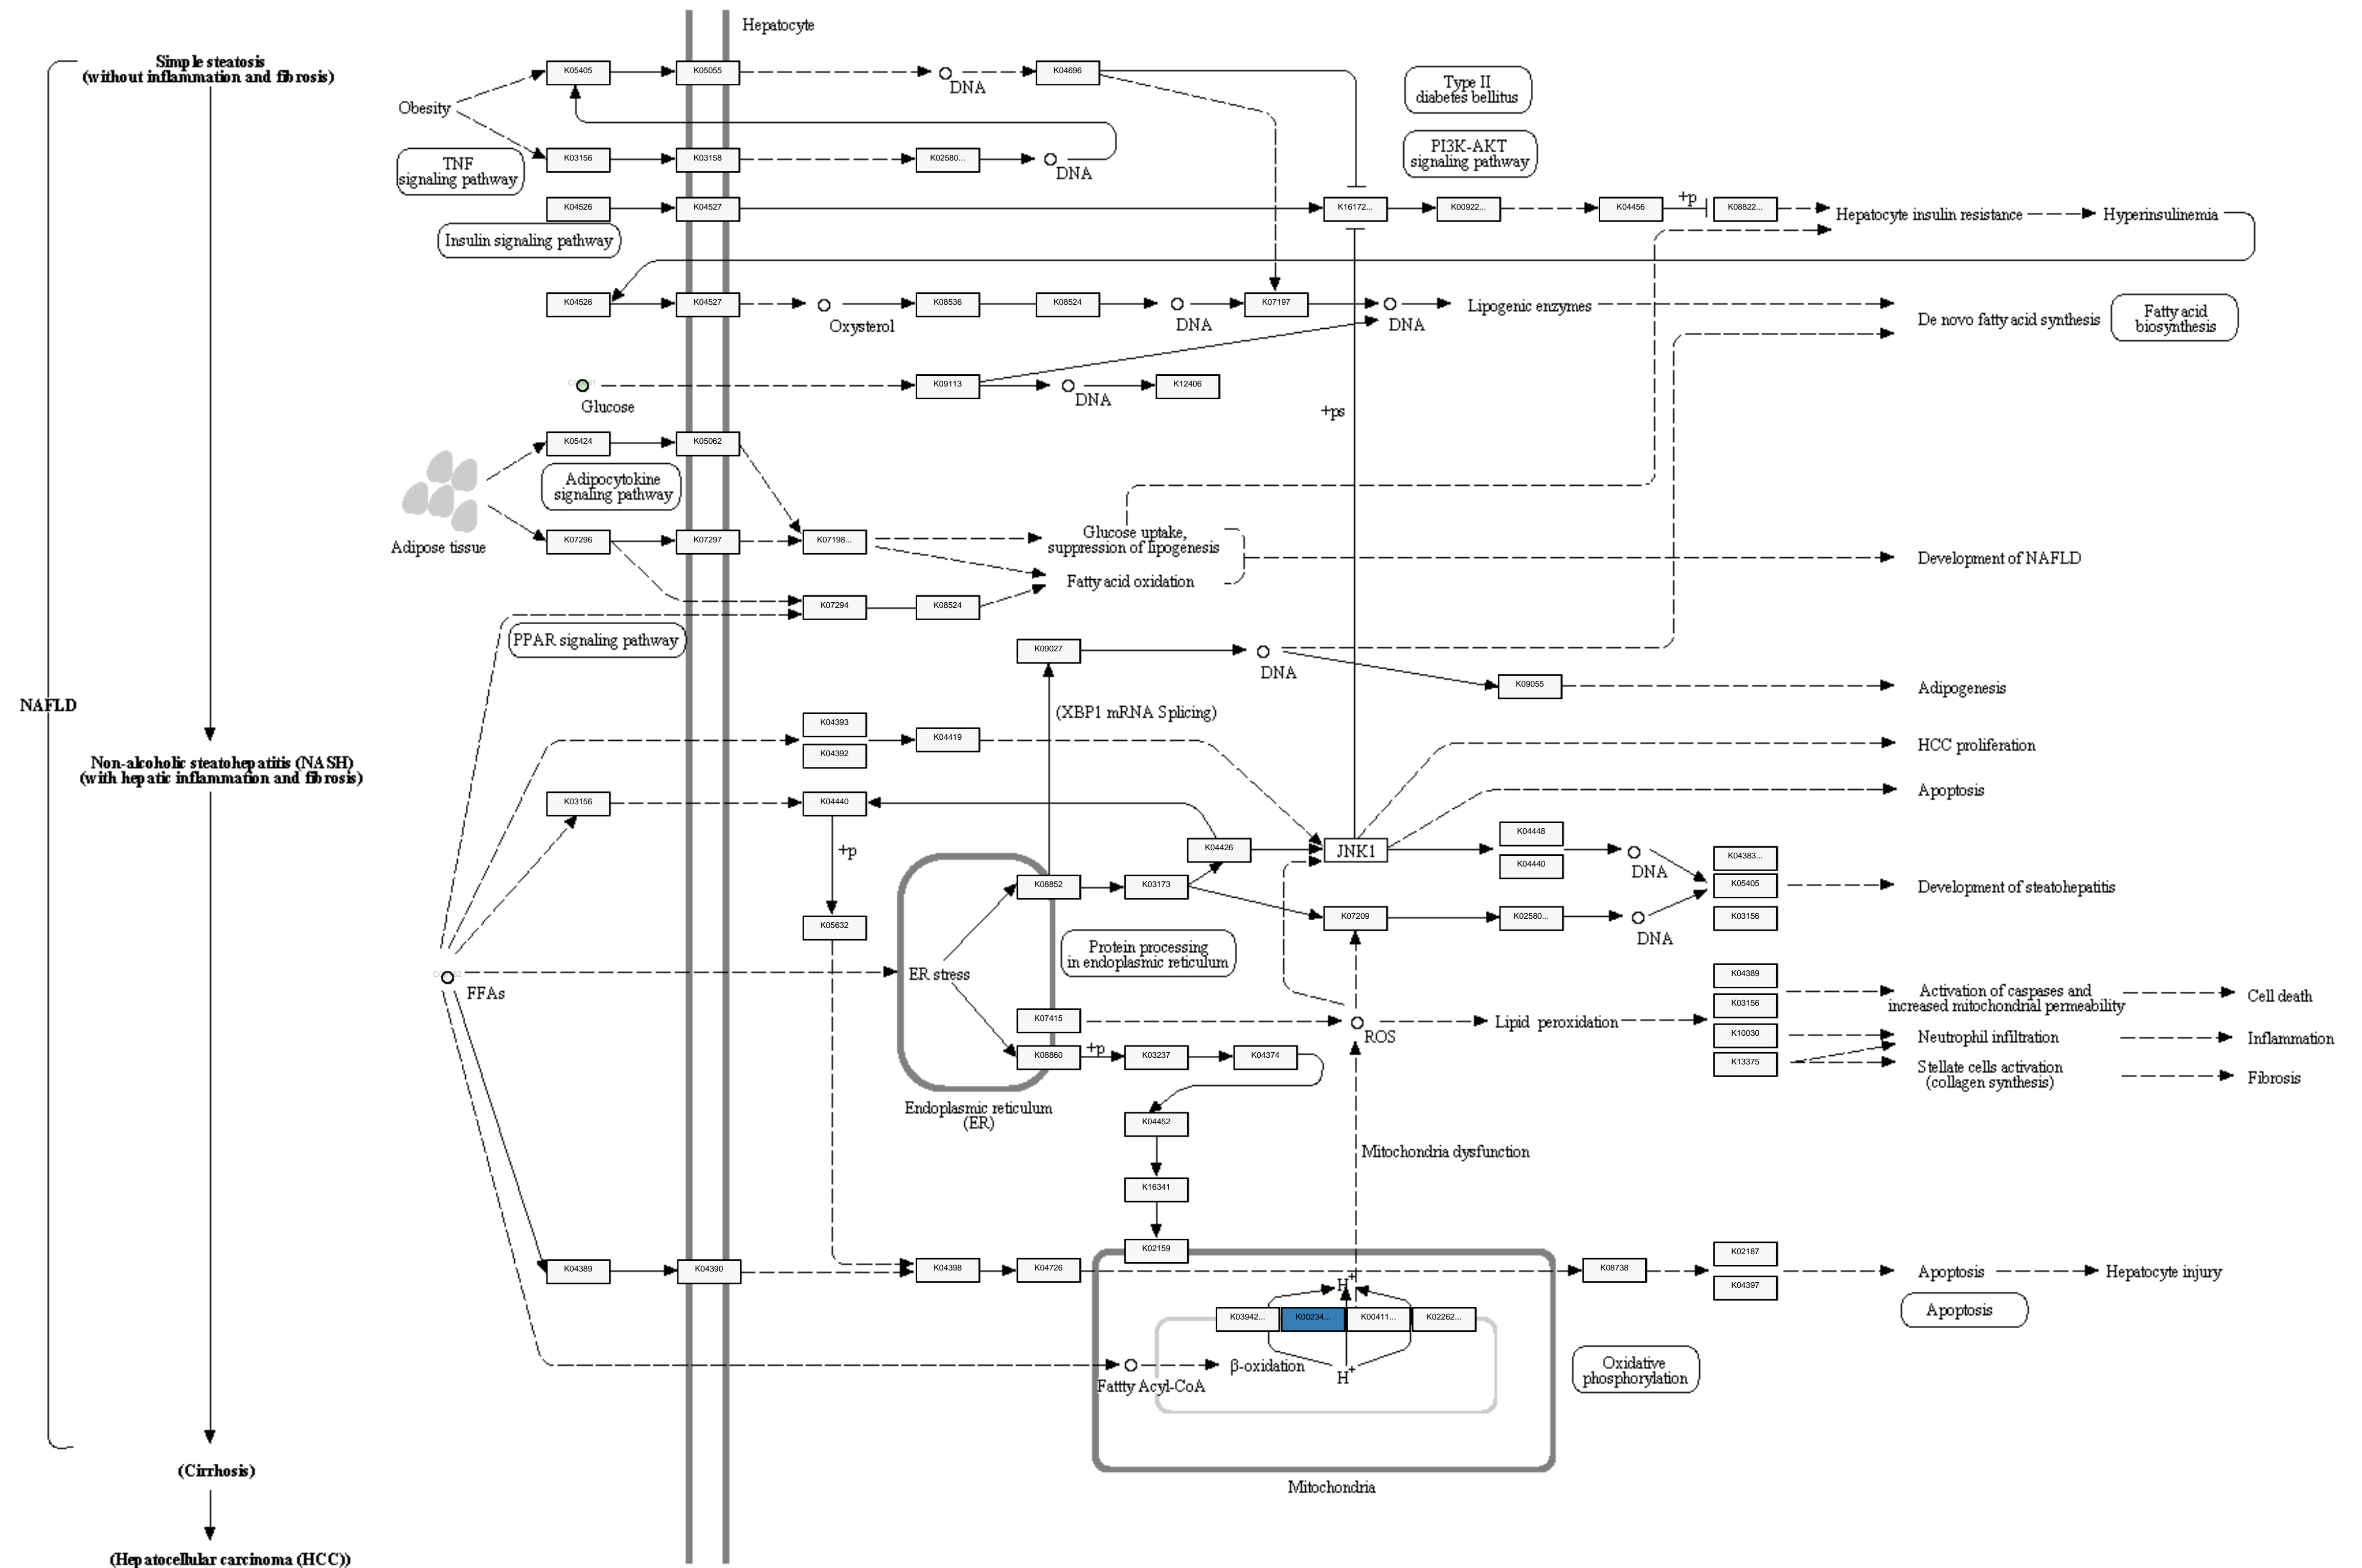 Hepatocyte
Simple steatosis
(without inflammation and fibrosis)
K05405
K05055
DNA
K04696
Type II
diabetes bellitus
Obesity
PI3K-AKT
signaling pathway
TNF
signaling pathway
K03156
K03158
K02580...
DNA
K04526
K04527
K16172...
K00922...
K04456
+p
K08822...
Hepatocyte insulin resistance
Hyperinsulinemia
Insulin signaling pathway
K04526
K04527
Oxysterol
K08536
K08524
DNA
K07197
DNA
Lipogenic enzymes
De novo fatty acid synthesis
Fatty acid
biosynthesis
Glucose
K09113
DNA
K12406
+ps
K05424
K05062
Adipocytokine
signaling pathway
Adipose tissue
K07296
K07297
K07198...
Glucose uptake,
suppression of lipogenesis
Fatty acid oxidation
Development of NAFLD
K07294
K08524
PPAR signaling pathway
K09027
DNA
K09055
Adipogenesis
NAFLD
(XBP1 mRNA Splicing)
K04393
K04392
K04419
HCC proliferation
Non-alcoholic steatohepatitis (NASH)
(with hepatic inflammation and fibrosis)
Apoptosis
K03156
K04440
+p
K04426
JNK1
K04448
K04440
DNA
K04383...
K05405
K03156
Development of steatohepatitis
K08852
K03173
K07209
K02580...
DNA
K05632
Protein processing
in endoplasmic reticulum
ER stress
FFAs
K04389
K03156
K10030
K13375
Activation of caspases and
increased mitochondrial permeability
Cell death
K07415
ROS
Lipid peroxidation
Neutrophil infiltration
Inflammation
K08860
+p
K03237
K04374
Stellate cells activation
(collagen synthesis)
Fibrosis
Endoplasmic reticulum
(ER)
K04452
Mitochondria dysfunction
K16341
K02159
K04389
K04390
K04398
K04726
K08738
K02187
K04397
Apoptosis
Hepatocyte injury
Apoptosis
H+
K03942...
K00234...
K00411...
K02262...
Fattty Acyl-CoA
β-oxidation
H+
Oxidative
phosphorylation
(Cirrhosis)
Mitochondria
(Hepatocellular carcinoma (HCC))